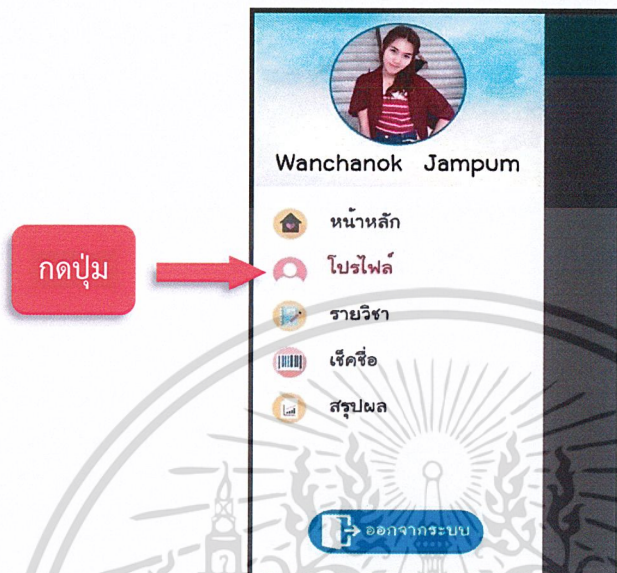 Wanchanok Jampum
หน้าหลัก
กดปุ่ม
โปรไฟล์
รายวิชา
เช็คชื่อ
สรุปผล
ออกจากระบบ